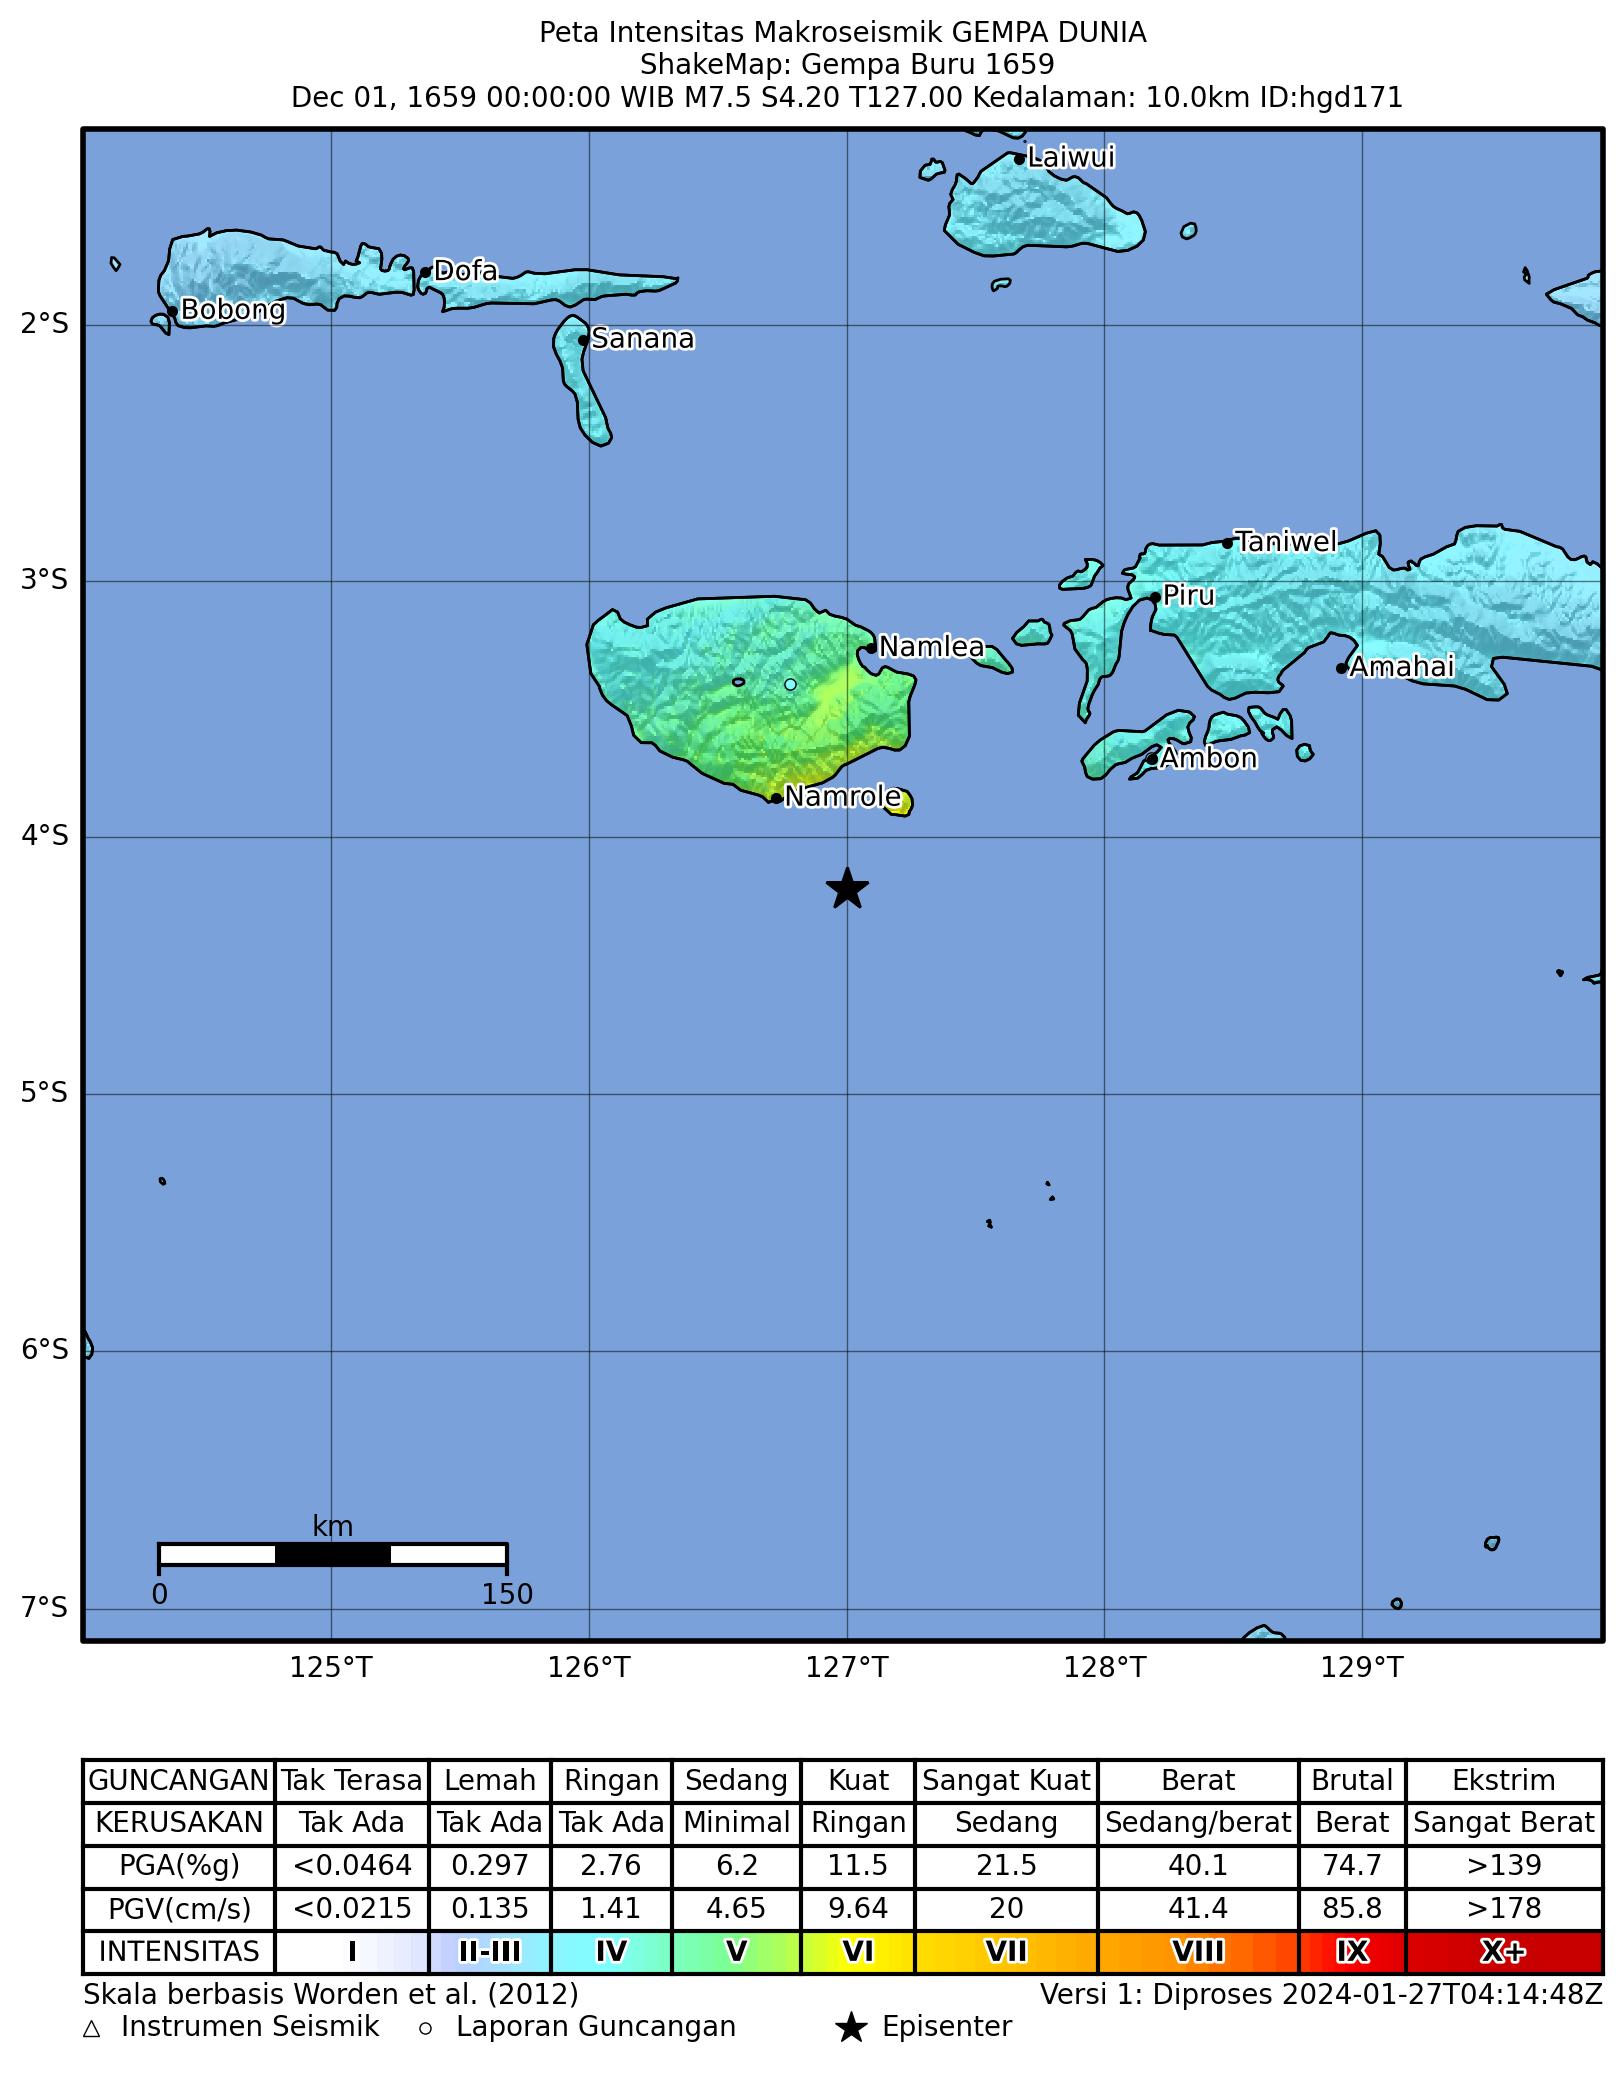 Peta Intensitas Makroseismik GEMPA DUNIA
ShakeMap: Gempa Buru 1659
Dec 01, 1659 00:00:00 WIB M7.5 S4.20 T127.00 Kedalaman: 10.0km ID:hgd171
Laiwui
Dofa
Bobong
2°S
Sanana
Taniwel
3°S
Piru
Namlea
Amahai
Ambon
Namrole
4°S
5°S
6°S
km
0 150
7°S
125°T 126°T 127°T 128°T 129°T
GUNCANGAN Tak Terasa Lemah Ringan Sedang Kuat Sangat Kuat Berat Brutal Ekstrim
KERUSAKAN Tak Ada Tak Ada Tak Ada Minimal Ringan Sedang Sedang/berat Berat Sangat Berat
PGA(%g) <0.0464 0.297 2.76 6.2 11.5 21.5 40.1 74.7 >139
PGV(cm/s) <0.0215 0.135 1.41 4.65 9.64 20 41.4 85.8 >178
INTENSITAS I II-III IV V VI VII VIII IX X+
Skala berbasis Worden et al. (2012) Versi 1: Diproses 2024-01-27T04:14:48Z
△ Instrumen Seismik ○ Laporan Guncangan ★ Episenter